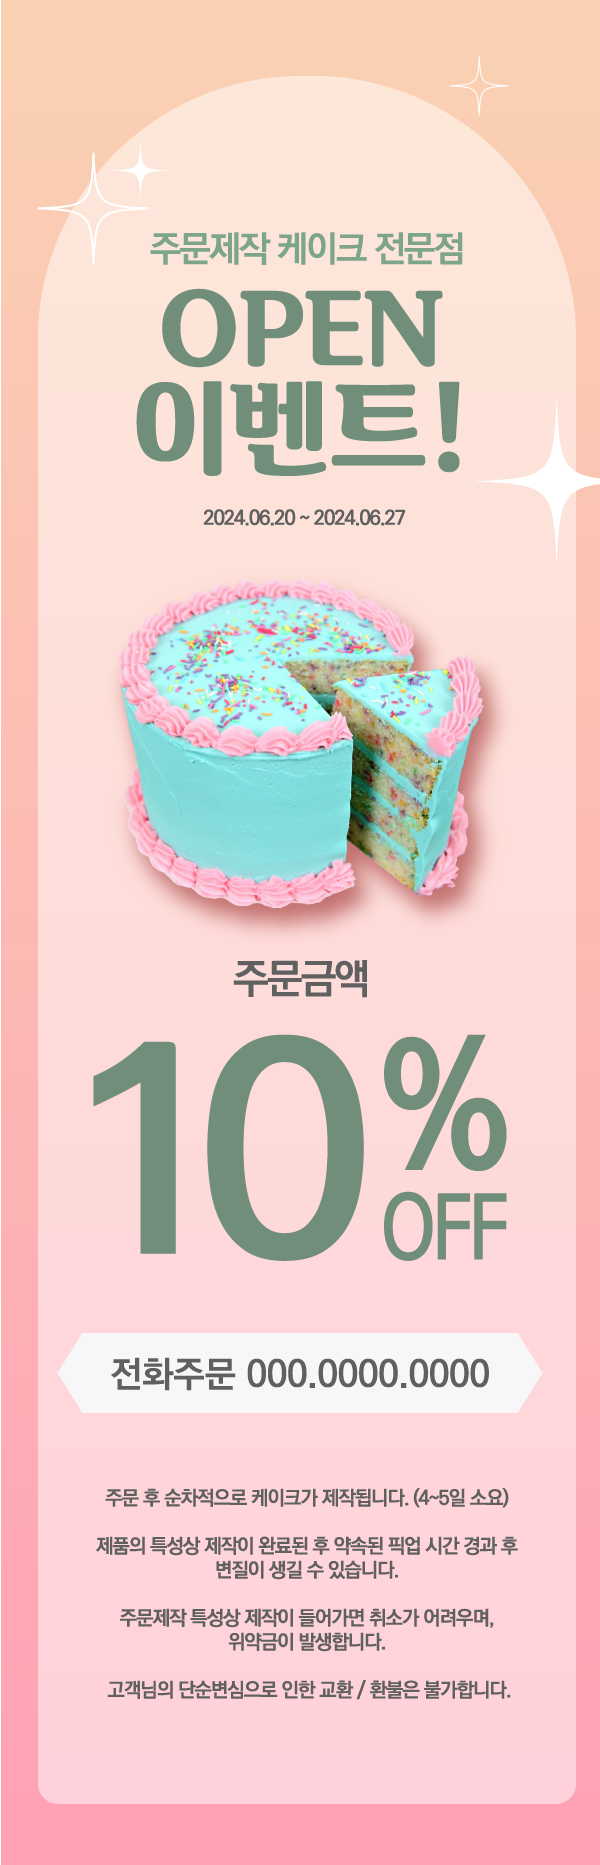 주문제작 케이크 전문점
OPEN
이벤트!
2024.06.20 ~ 2024.06.27
주문금액
10%
OFF
전화주문 000.0000.0000
주문 후 순차적으로 케이크가 제작됩니다. (4~5일 소요)
제품의 특성상 제작이 완료된 후 약속된 픽업 시간 경과 후
변질이 생길 수 있습니다.
주문제작 특성상 제작이 들어가면 취소가 어려우며,
위약금이 발생합니다.
고객님의 단순변심으로 인한 교환 / 환불은 불가합니다.